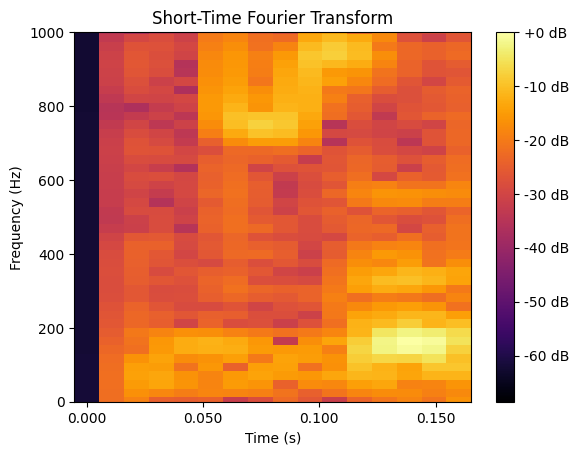 Short-Time Fourier Transform
1000
800
600
400
200
0
Frequency (Hz)
0.000
0.050
0.100
0.150
Time (s)
+0 dB
-10 dB
-20 dB
-30 dB
-40 dB
-50 dB
-60 dB